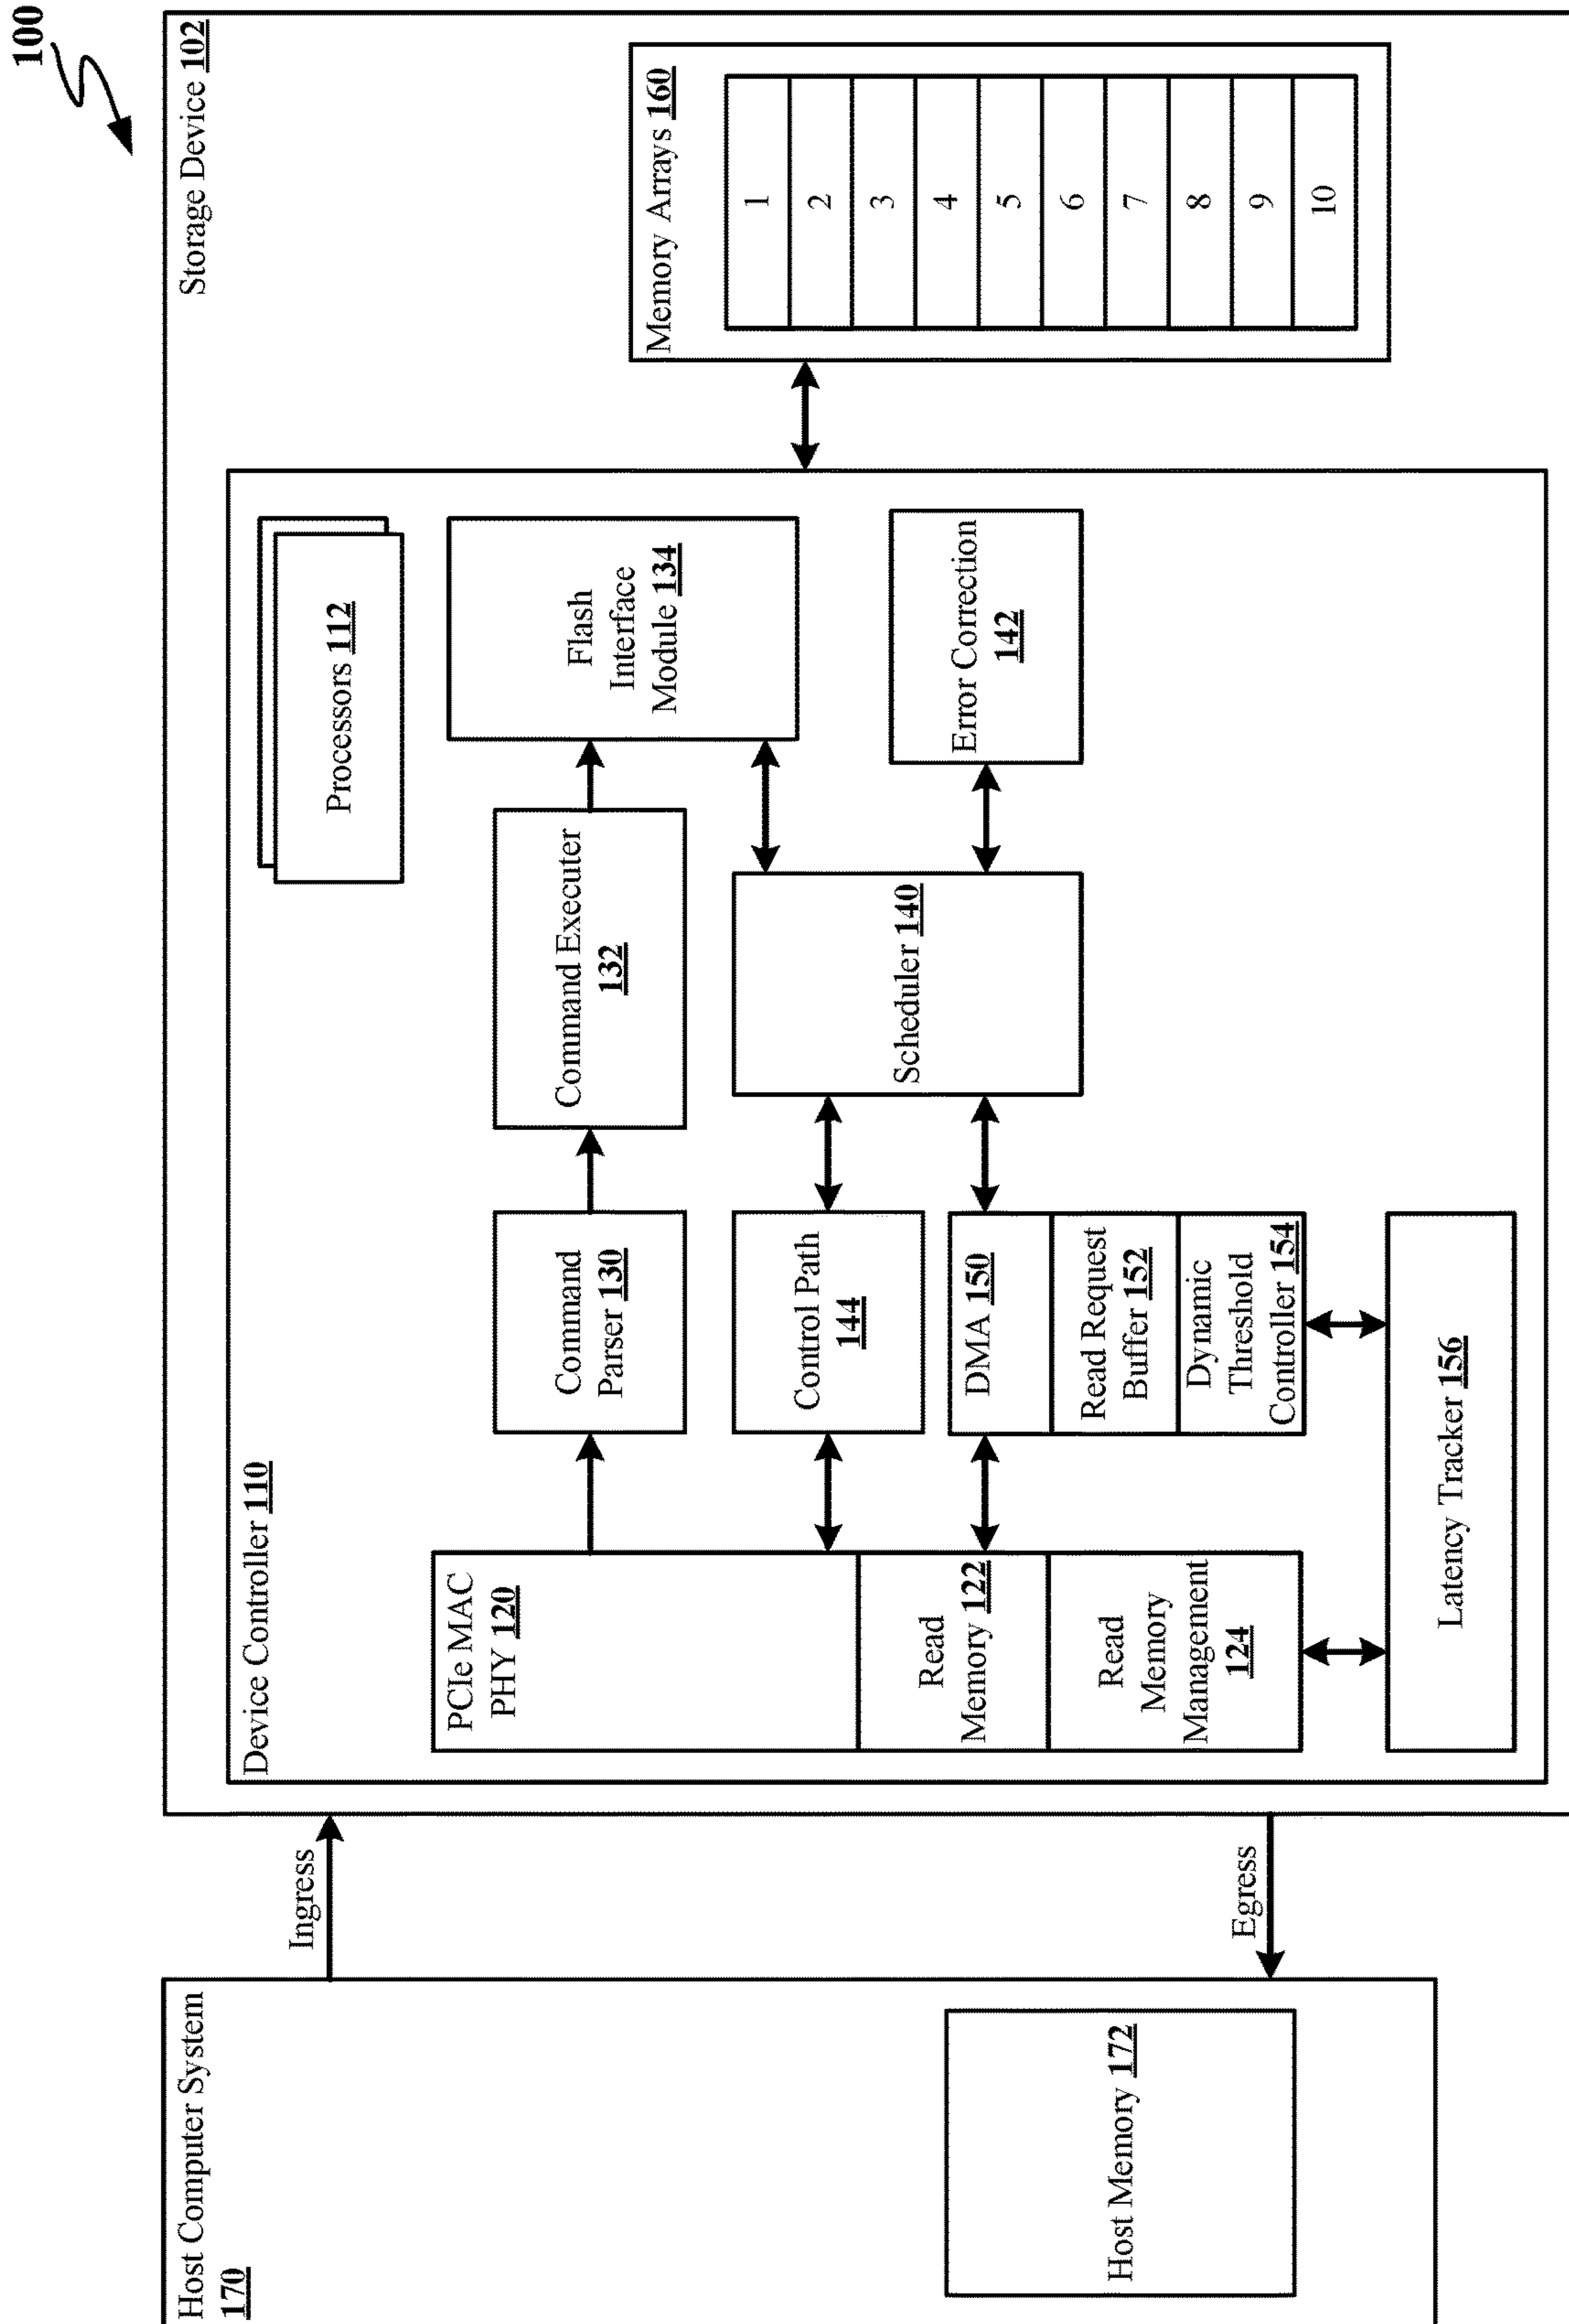 100
Storage Device 102
Host Computer System
170
Ingress
Egress
Host Memory 172
Device Controller 110
PCIe MAC
PHY 120
Read
Memory 122
Read
Memory
Management
124
Latency Tracker 156
Command
Parser 130
Control Path
144
DMA 150
Read Request
Buffer 152
Dynamic
Threshold
Controller 154
Command Executer
132
Scheduler 140
Processors 112
Flash
Interface
Module 134
Error Correction
142
Memory Arrays 160
1
2
3
4
5
6
7
8
9
10